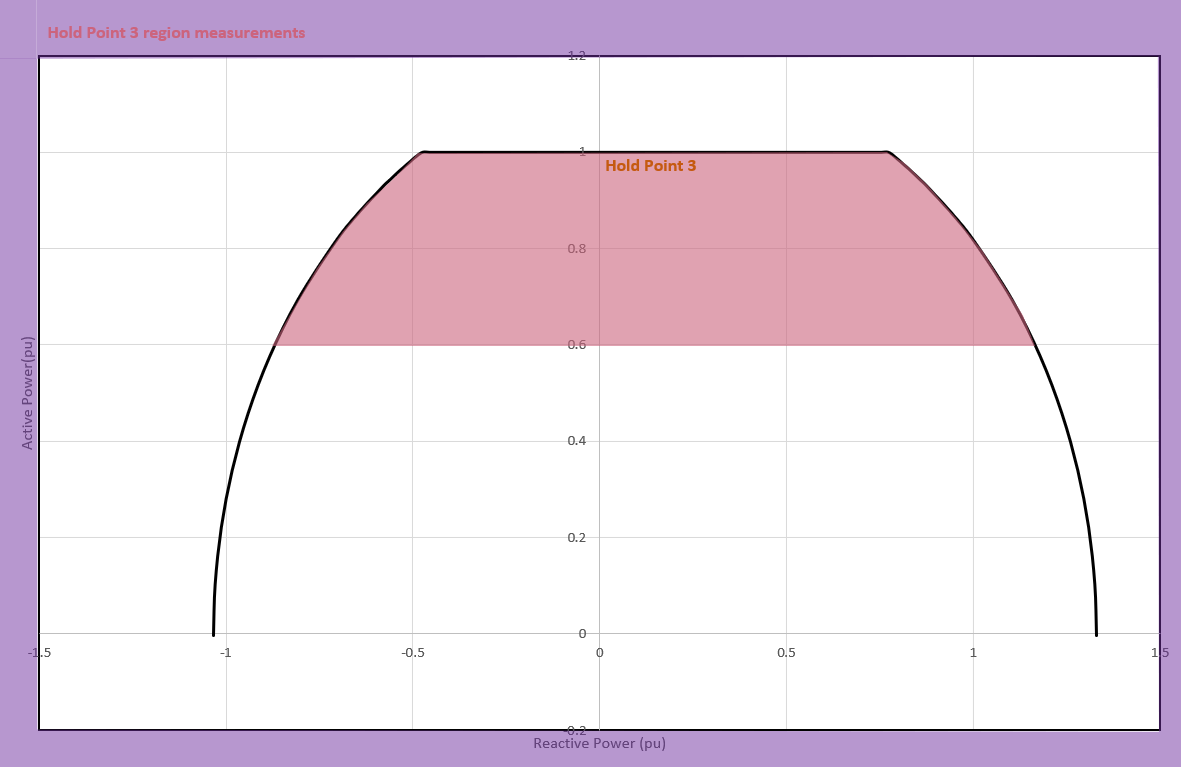 Hold Point 3 region measurements
1.2
1
Hold Point 3
0.8
Active Power(pu)
0.6
0.4
0.2
0
-1.5 -1 -0.5 0 0.5 1 1.5
-0.2
Reactive Power (pu)